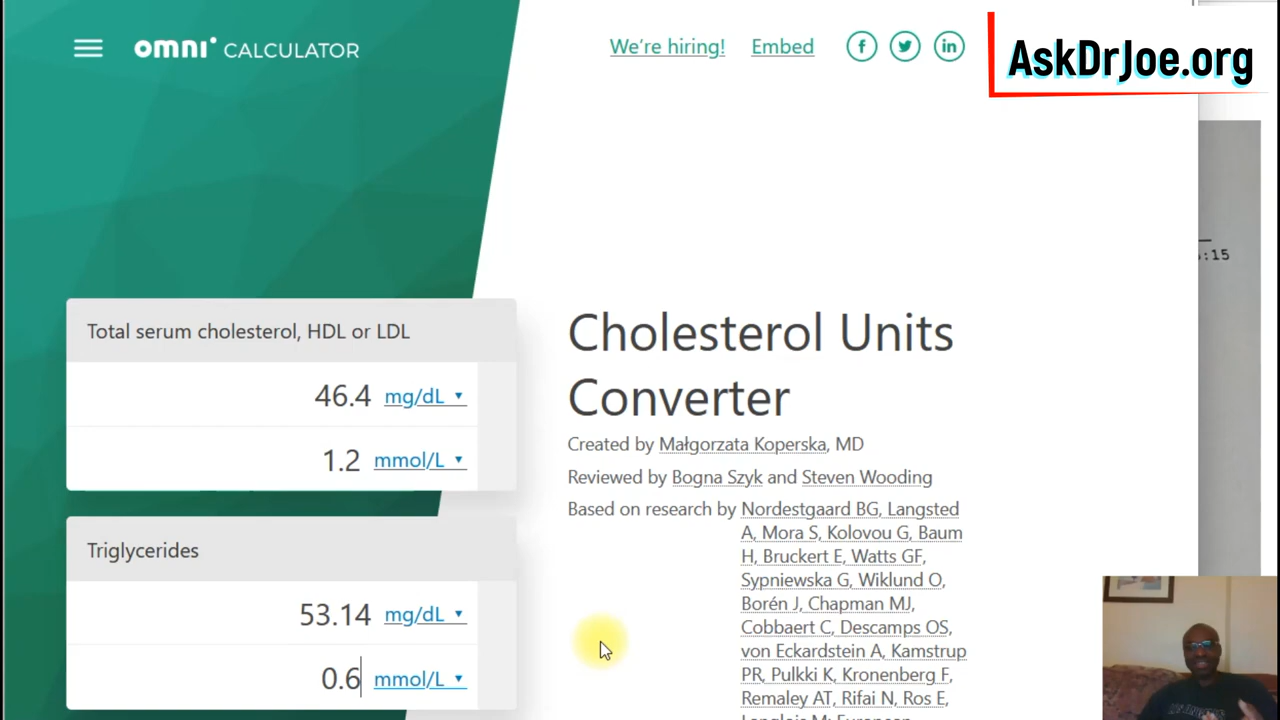 omni CALCULATOR
We're hiring!
Embed
AskDrJoe.org
:15
Total serum cholesterol, HDL or LDL
46.4 mg/dL
1.2 mmol/L
Triglycerides
53.14 mg/dL
0.6 mmol/L
Cholesterol Units
Converter
Created by Małgorzata Koperska, MD
Reviewed by Bogna Szyk and Steven Wooding
Based on research by Nordestgaard BG, Langsted
A, Mora S, Kolovou G, Baum
H, Bruckert E, Watts GF,
Sypniewska G, Wiklund O,
Borén J, Chapman MJ,
Cobbaert C, Descamps OS,
von Eckardstein A, Kamstrup
PR, Pulkki K, Kronenberg F,
Remaley AT, Rifai N, Ros E,